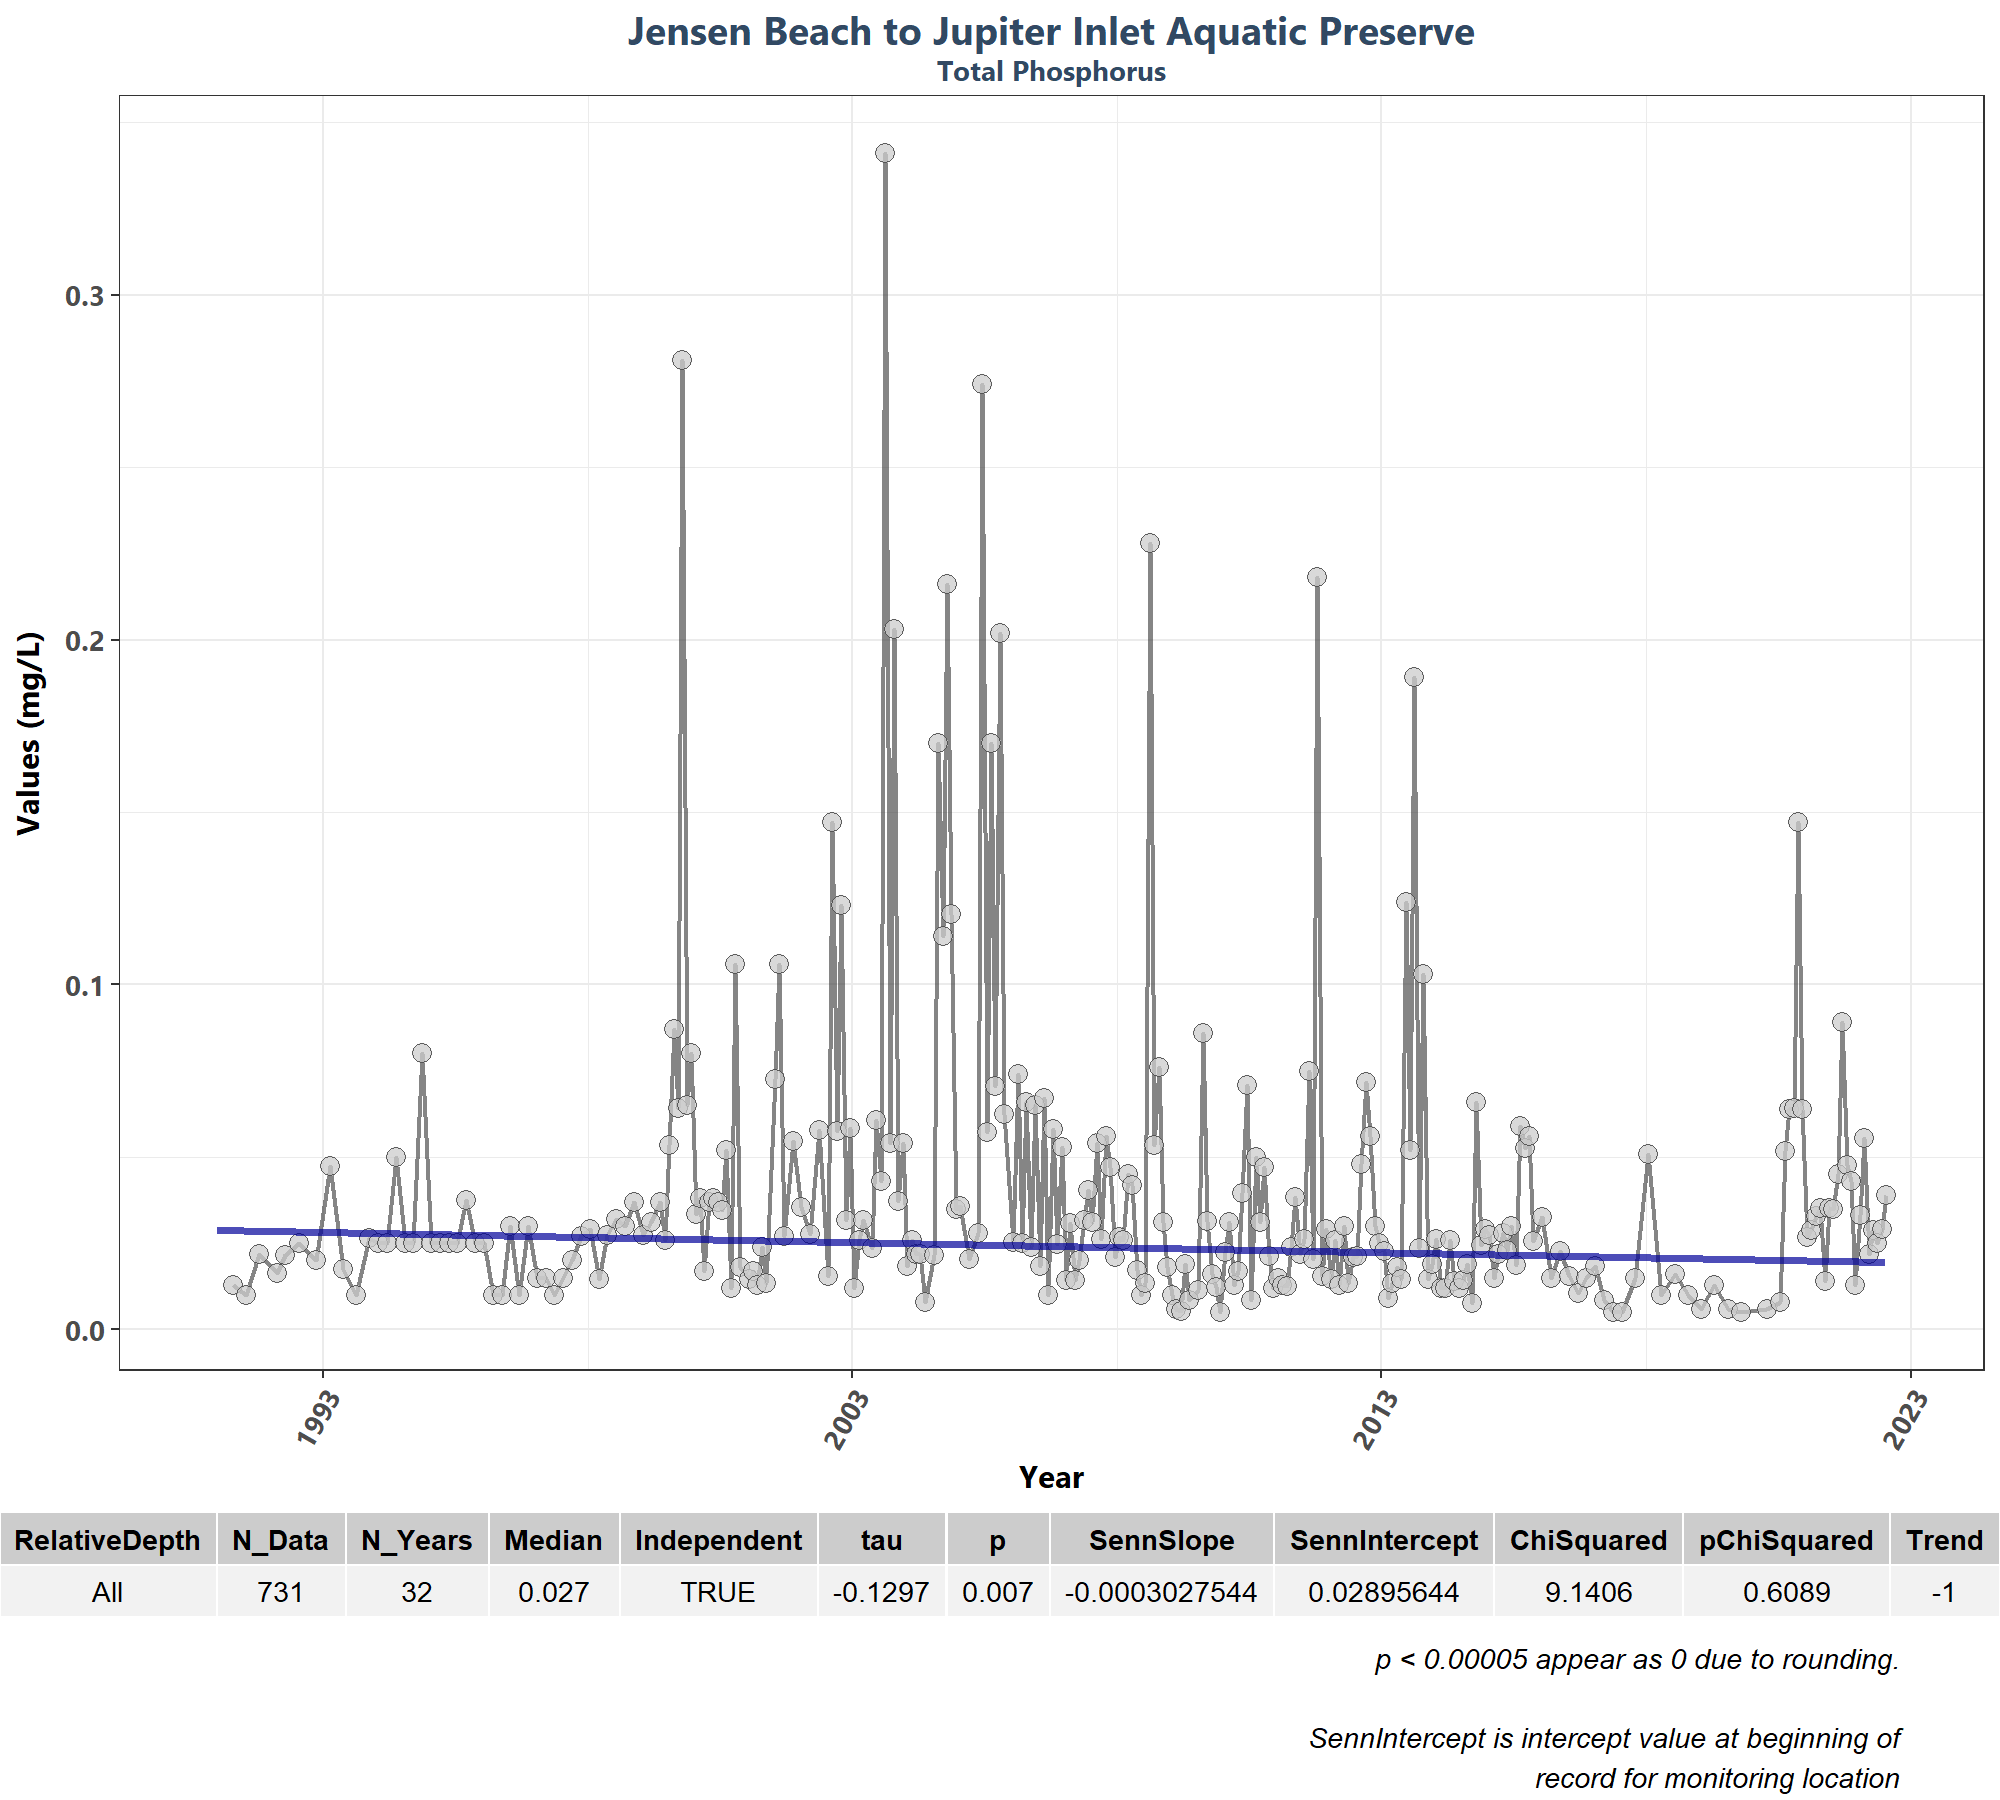 Jensen Beach to Jupiter Inlet Aquatic Preserve
Total Phosphorus
Values (mg/L)
0.3
0.2
0.1
0.0
1993
2003
2013
2023
Year
RelativeDepth N_Data N_Years Median Independent tau p SennSlope SennIntercept ChiSquared pChiSquared Trend
All 731 32 0.027 TRUE -0.1297 0.007 -0.0003027544 0.02895644 9.1406 0.6089 -1
p < 0.00005 appear as 0 due to rounding.
SennIntercept is intercept value at beginning of
record for monitoring location